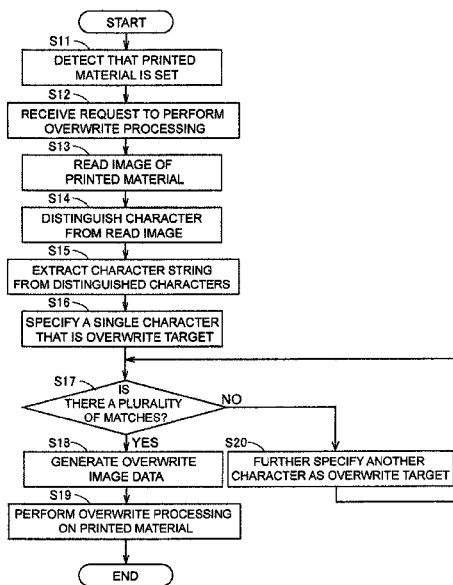 START
S11
DETECT THAT PRINTED
MATERIAL IS SET
S12
RECEIVE REQUEST TO PERFORM
OVERWRITE PROCESSING
S13
READ IMAGE OF
PRINTED MATERIAL
S14
DISTINGUISH CHARACTER
FROM READ IMAGE
S15
EXTRACT CHARACTER STRING
FROM DISTINGUISHED CHARACTERS
S16
SPECIFY A SINGLE CHARACTER
THAT IS OVERWRITE TARGET
S17
IS
THERE A PLURALITY
OF MATCHES?
NO
YES
S18
GENERATE OVERWRITE
IMAGE DATA
S20
FURTHER SPECIFY ANOTHER
CHARACTER AS OVERWRITE TARGET
S19
PERFORM OVERWRITE PROCESSING
ON PRINTED MATERIAL
END